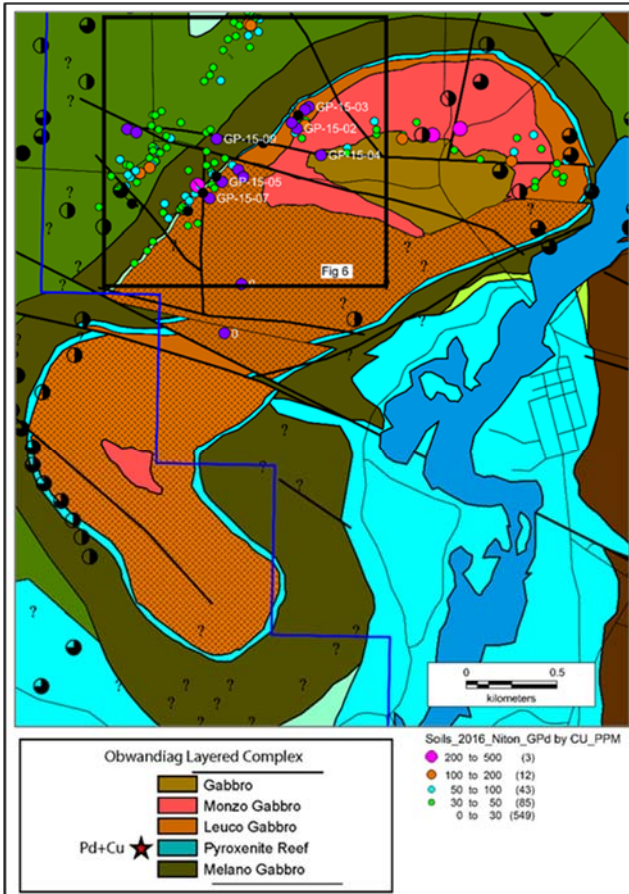 ?
?
?
GP-15-03
GP-15-02
GP-15-09
GP-15-04
GP-15-05
GP-15-07
?
?
?
?
Fig 6
?
?
?
?
?
?
?
?
?
?
?
?
?
?
0 0.5
kilometers
Obwandiag Layered Complex
Gabbro
Monzo Gabbro
Leuco Gabbro
Pd+Cu Pyroxenite Reef
Melano Gabbro
Soils_2016_Niton_GPd by CU_PPM
200 to 500 (3)
100 to 200 (12)
50 to 100 (43)
30 to 50 (85)
0 to 30 (549)